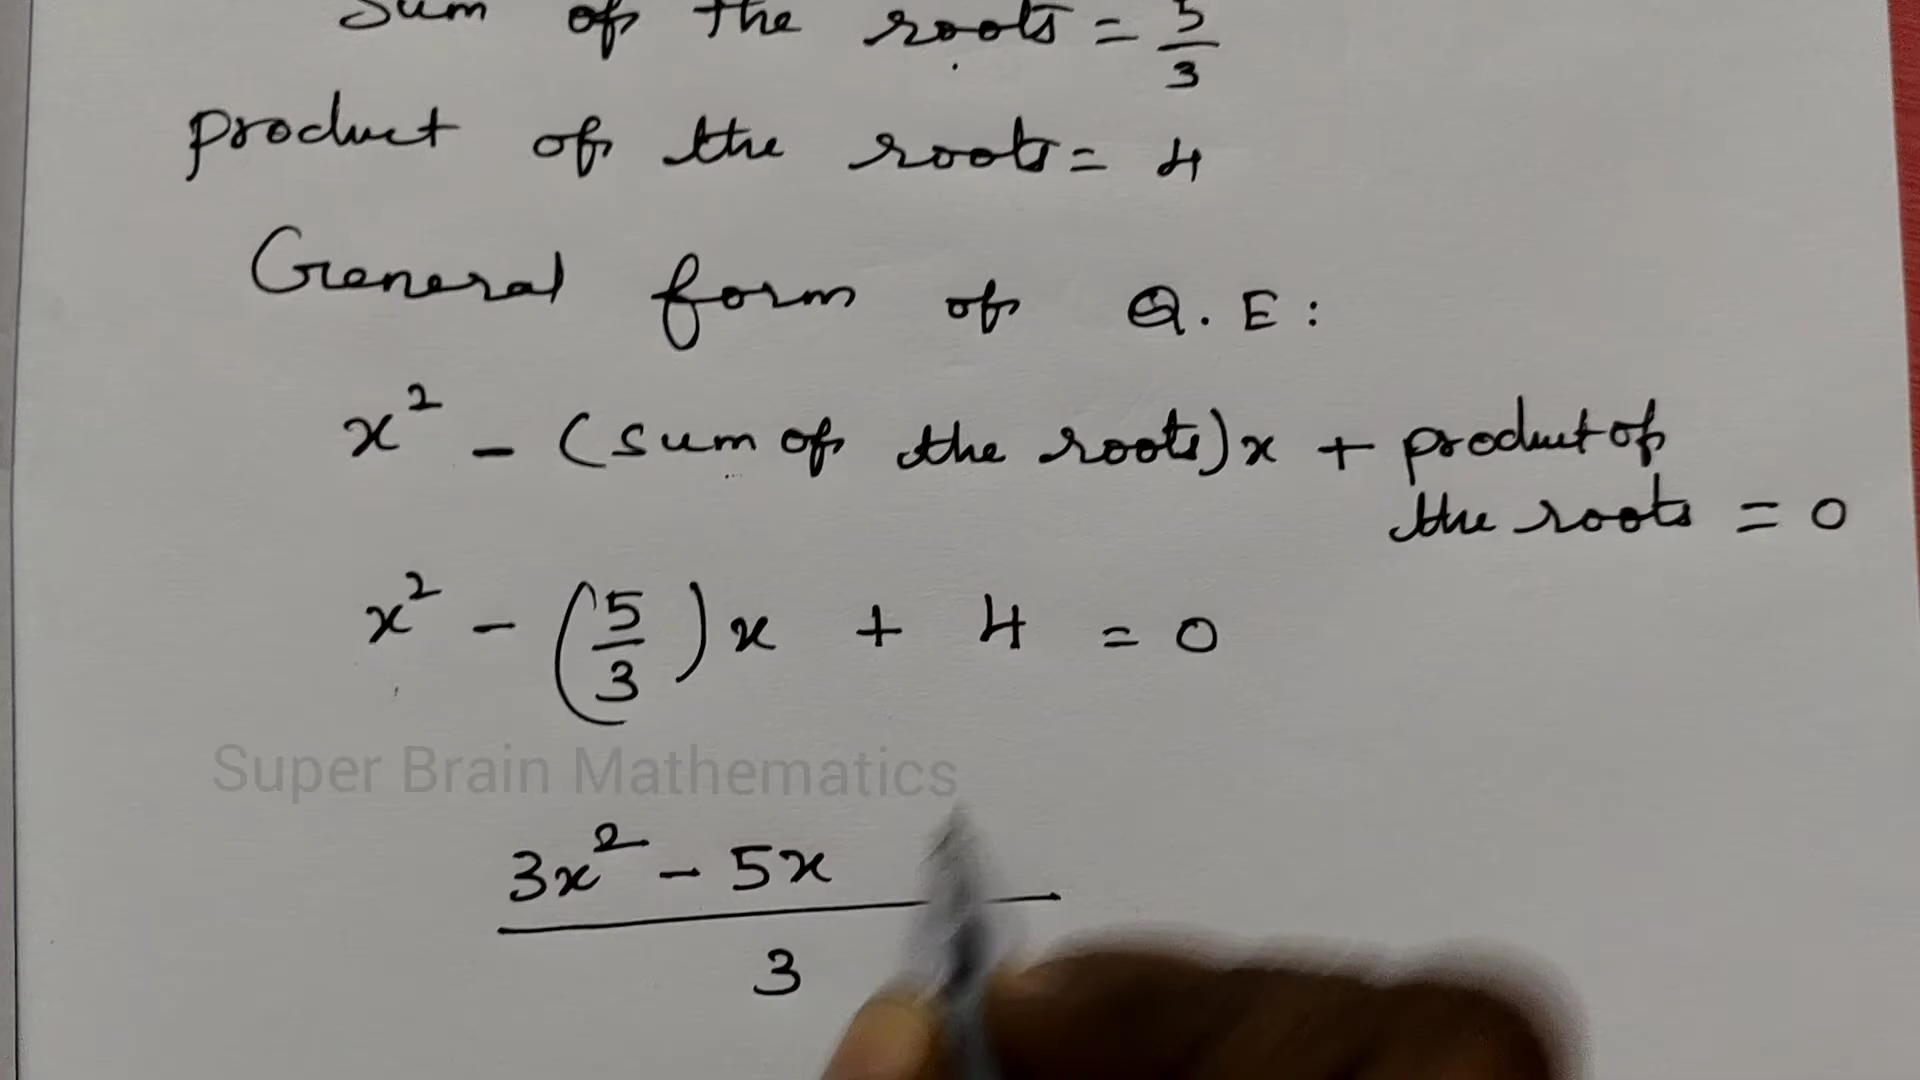 Sum of the roots = 5/3
product of the roots = 4
General form of Q.E :
x² - (sum of the roots)x + product of
the roots = 0
x² - (5/3)x + 4 = 0
Super Brain Mathematics
3x² - 5x
3